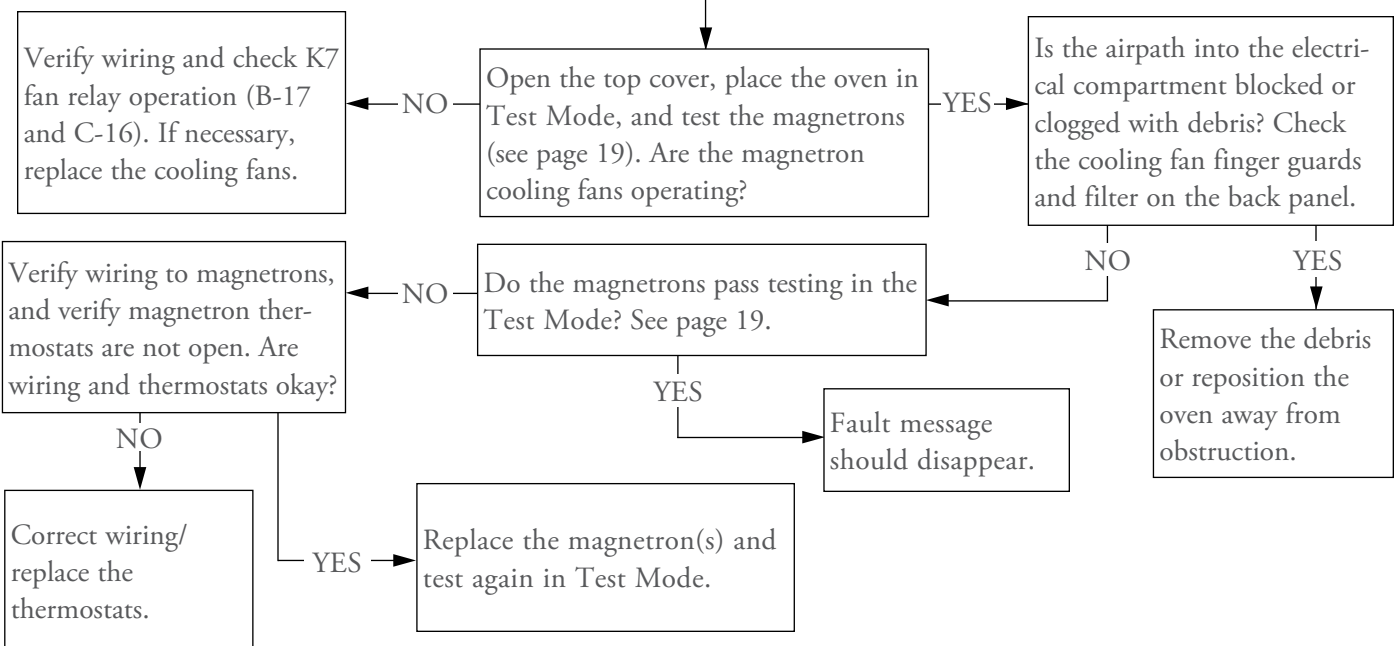 Verify wiring and check K7
fan relay operation (B-17
and C-16). If necessary,
replace the cooling fans.
NO
Open the top cover, place the oven in
Test Mode, and test the magnetrons
(see page 19). Are the magnetron
cooling fans operating?
YES
Is the airpath into the electri-
cal compartment blocked or
clogged with debris? Check
the cooling fan finger guards
and filter on the back panel.
NO
YES
Remove the debris
or reposition the
oven away from
obstruction.
Do the magnetrons pass testing in the
Test Mode? See page 19.
NO
YES
Fault message
should disappear.
Verify wiring to magnetrons,
and verify magnetron ther-
mostats are not open. Are
wiring and thermostats okay?
NO
Correct wiring/
replace the
thermostats.
YES
Replace the magnetron(s) and
test again in Test Mode.